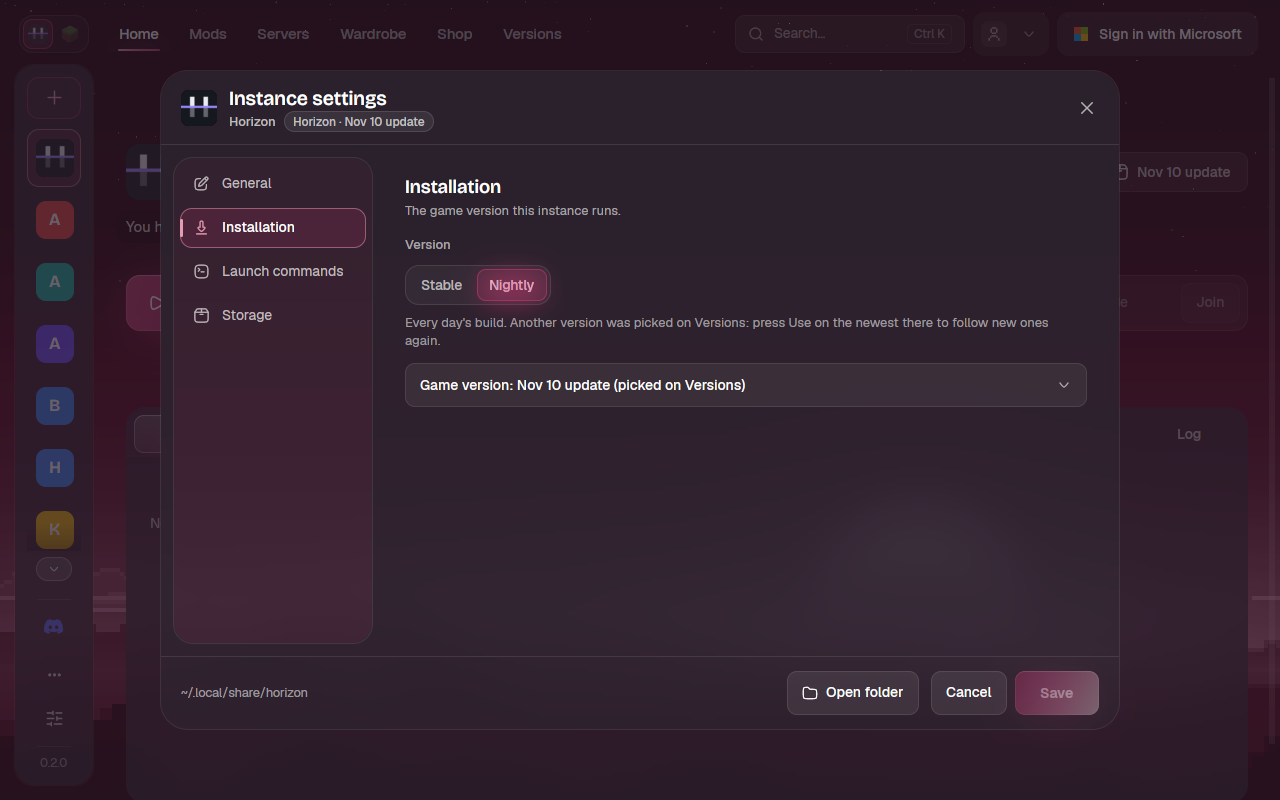 Home
Mods
Servers
Wardrobe
Shop
Versions
Search...
Ctrl K
Sign in with Microsoft
Instance settings
Horizon
Horizon · Nov 10 update
Nov 10 update
You h
General
Installation
Launch commands
Storage
Installation
The game version this instance runs.
Version
Stable
Nightly
Every day's build. Another version was picked on Versions: press Use on the newest there to follow new ones
again.
Game version: Nov 10 update (picked on Versions)
Join
Log
A
A
A
B
H
K
0.2.0
~/.local/share/horizon
Open folder
Cancel
Save